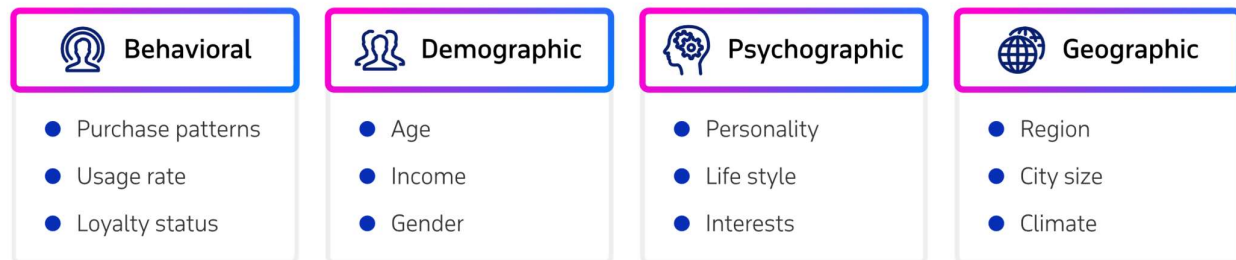 Behavioral
Purchase patterns
Usage rate
Loyalty status
Demographic
Age
Income
Gender
Psychographic
Personality
Life style
Interests
Geographic
Region
City size
Climate